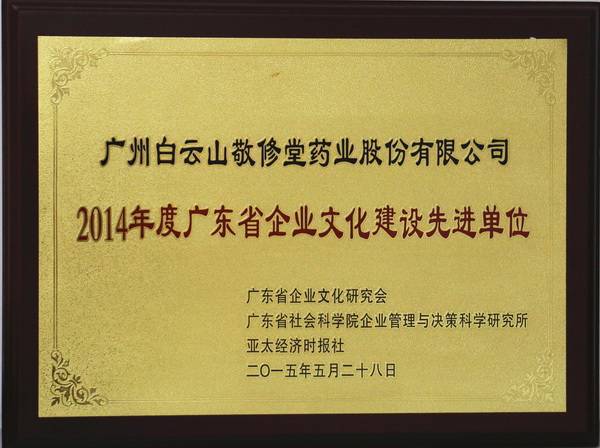 广州白云山敬修堂药业股份有限公司
2014年度广东省企业文化建设先进单位
广东省企业文化研究会
广东省社会科学院企业管理与决策科学研究所
亚太经济时报社
二〇一五年五月二十八日